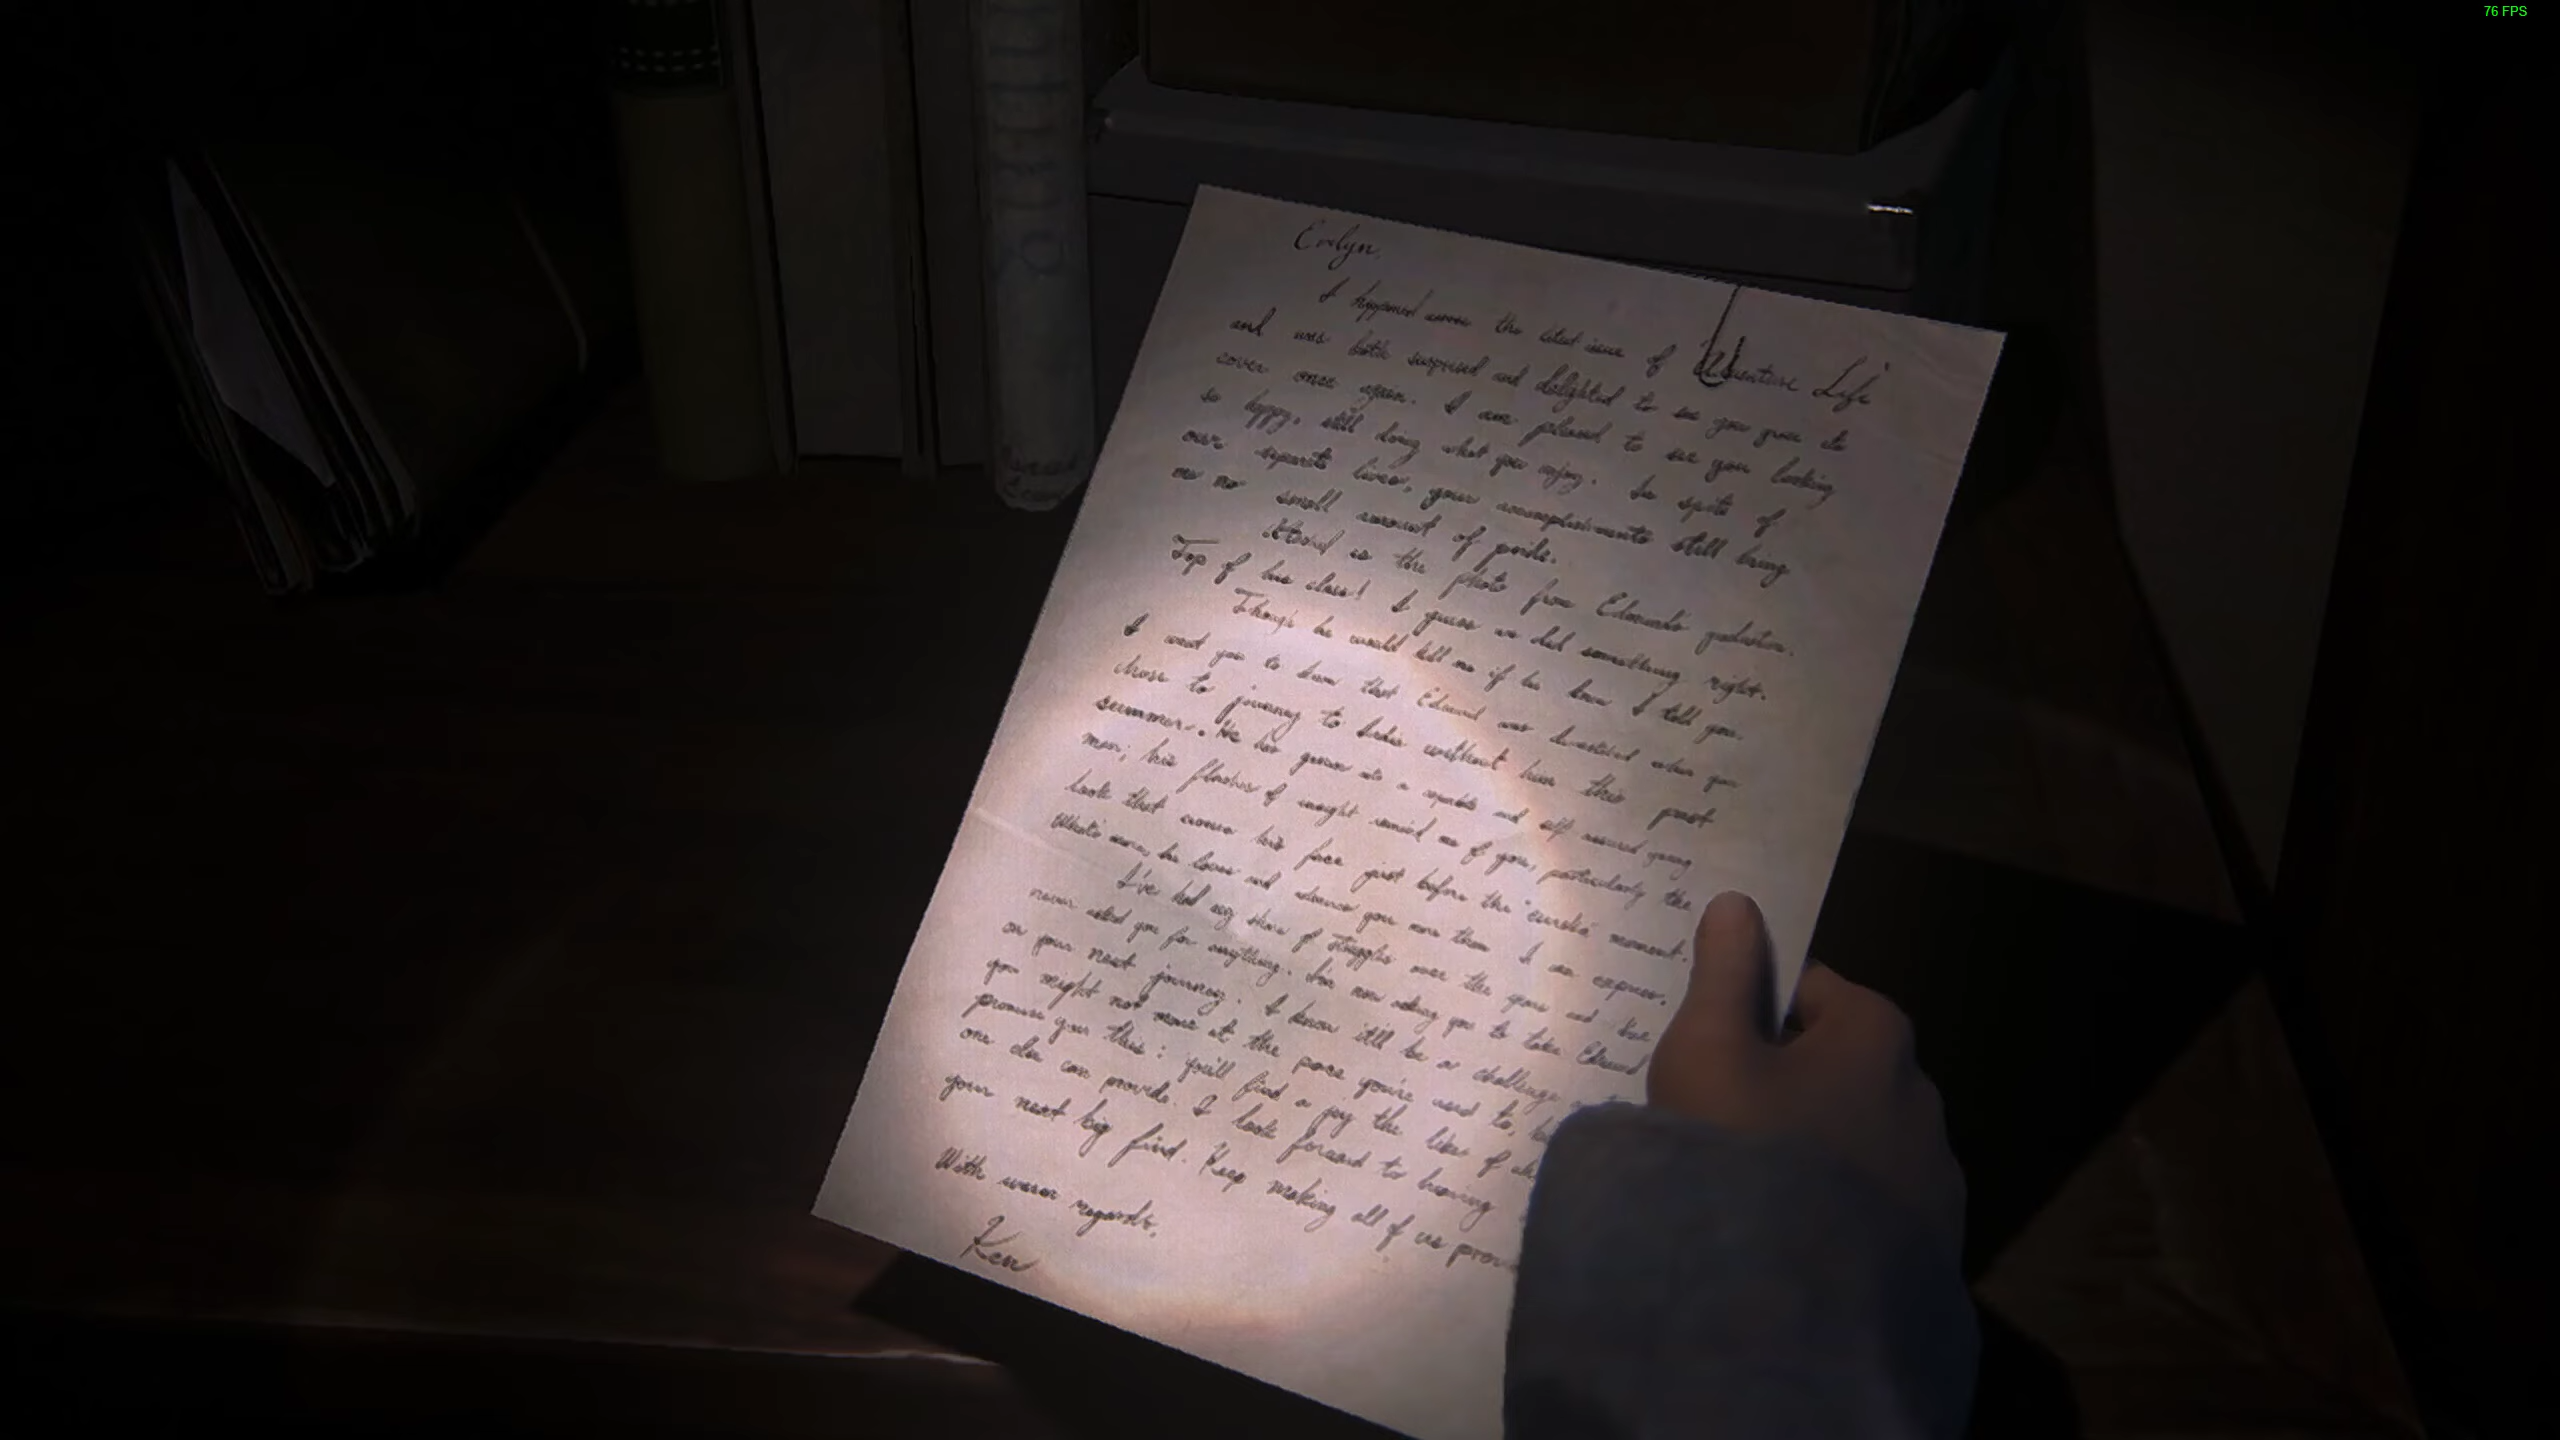 76 FPS
Evelyn,
I happened across the latest issue of Adventure Life
and was both surprised and delighted to see you grace its
cover once again. I am pleased to see you looking
so happy, still doing what you enjoy. In spite of
our separate lives, your accomplishments still bring
me no small amount of pride.
Attached is the photo from Edmund's graduation.
Top of his class! I guess we did something right.
Though he would kill me if he knew I told you,
I want you to know that Edmund was devastated when you
chose to journey to India without him this past
summer. He has grown into a capable and self assured young
man; his flashes of insight remind me of you, particularly the
look that comes his face just before the "eureka" moment.
What's more, he loves and admires you more than I can express.
I've had my share of struggles over the years and I've
never asked you for anything. I'm now asking you to take Edmund
on your next journey. I know it'll be a challenge
you might not move at the pace you're used to,
promise you this: you'll find a joy the likes of
one else can provide. I look forward to hearing
your next big find. Keep making all of us
With warm regards,
Ken